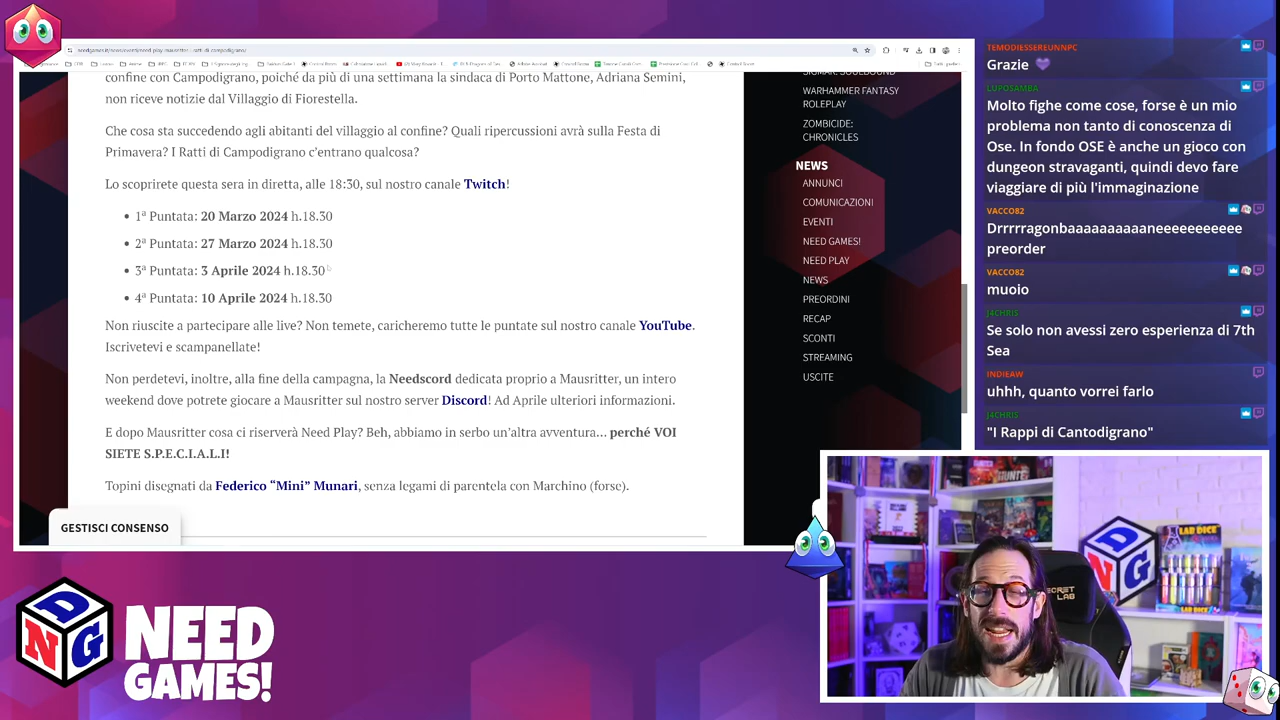 confine con Campodigrano, poiché da più di una settimana la sindaca di Porto Mattone, Adriana Semini,
non riceve notizie dal Villaggio di Fiorestella.
Che cosa sta succedendo agli abitanti del villaggio al confine? Quali ripercussioni avrà sulla Festa di
Primavera? I Ratti di Campodigrano c'entrano qualcosa?
Lo scoprirete questa sera in diretta, alle 18:30, sul nostro canale Twitch!
• 1ª Puntata: 20 Marzo 2024 h.18.30
• 2ª Puntata: 27 Marzo 2024 h.18.30
• 3ª Puntata: 3 Aprile 2024 h.18.30
• 4ª Puntata: 10 Aprile 2024 h.18.30
Non riuscite a partecipare alle live? Non temete, caricheremo tutte le puntate sul nostro canale YouTube.
Iscrivetevi e scampanellate!
Non perdetevi, inoltre, alla fine della campagna, la Needscord dedicata proprio a Mausritter, un intero
weekend dove potrete giocare a Mausritter sul nostro server Discord! Ad Aprile ulteriori informazioni.
E dopo Mausritter cosa ci riserverà Need Play? Beh, abbiamo in serbo un'altra avventura… perché VOI
SIETE S.P.E.C.I.A.L.I!
Topini disegnati da Federico "Mini" Munari, senza legami di parentela con Marchino (forse).
GESTISCI CONSENSO
SIGMAR: SOULBOUND
WARHAMMER FANTASY
ROLEPLAY
ZOMBICIDE:
CHRONICLES
NEWS
ANNUNCI
COMUNICAZIONI
EVENTI
NEED GAMES!
NEED PLAY
NEWS
PREORDINI
RECAP
SCONTI
STREAMING
USCITE
TEMODIESSEREUNNPC
Grazie 💜
LUPOSAMBA
Molto fighe come cose, forse è un mio
problema non tanto di conoscenza di
Ose. In fondo OSE è anche un gioco con
dungeon stravaganti, quindi devo fare
viaggiare di più l'immaginazione
VACCO82
Drrrrragonbaaaaaaaaaneeeeeeeeee
preorder
VACCO82
muoio
J4CHRIS
Se solo non avessi zero esperienza di 7th
Sea
INDIEAW
uhhh, quanto vorrei farlo
J4CHRIS
"I Rappi di Cantodigrano"
D
N G
NEED
GAMES!
D
N G
SECRET
LAB
LAB DICE